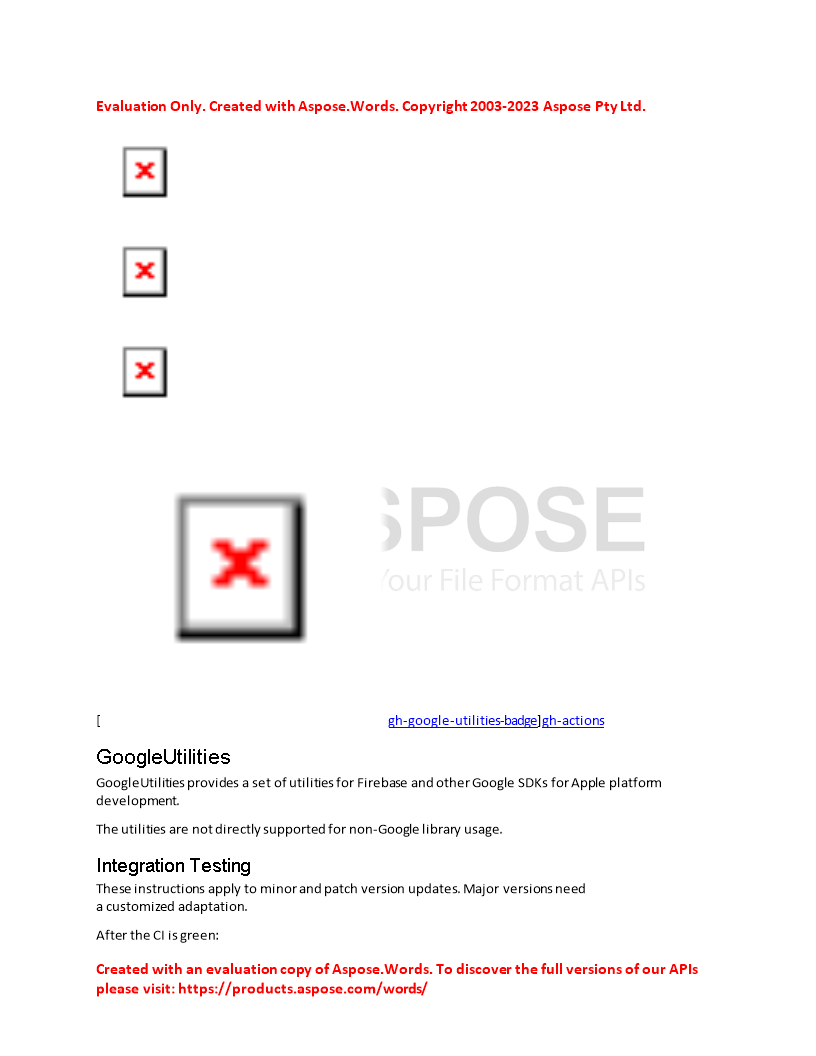 Evaluation Only. Created with Aspose.Words. Copyright 2003-2023 Aspose Pty Ltd.
SPOSE
Your File Format APIs
[ gh-google-utilities-badge]gh-actions
GoogleUtilities
GoogleUtilities provides a set of utilities for Firebase and other Google SDKs for Apple platform
development.
The utilities are not directly supported for non-Google library usage.
Integration Testing
These instructions apply to minor and patch version updates. Major versions need
a customized adaptation.
After the CI is green:
Created with an evaluation copy of Aspose.Words. To discover the full versions of our APIs
please visit: https://products.aspose.com/words/